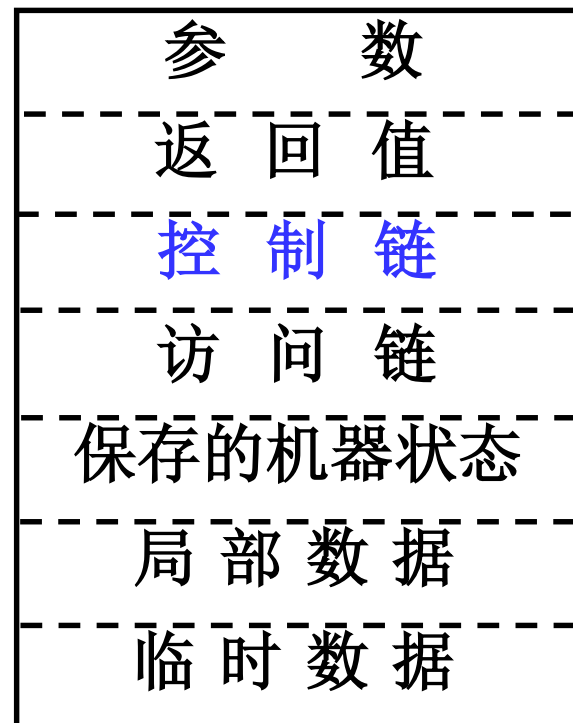 参 数
返 回 值
控 制 链
访 问 链
保存的机器状态
局 部 数 据
临 时 数 据